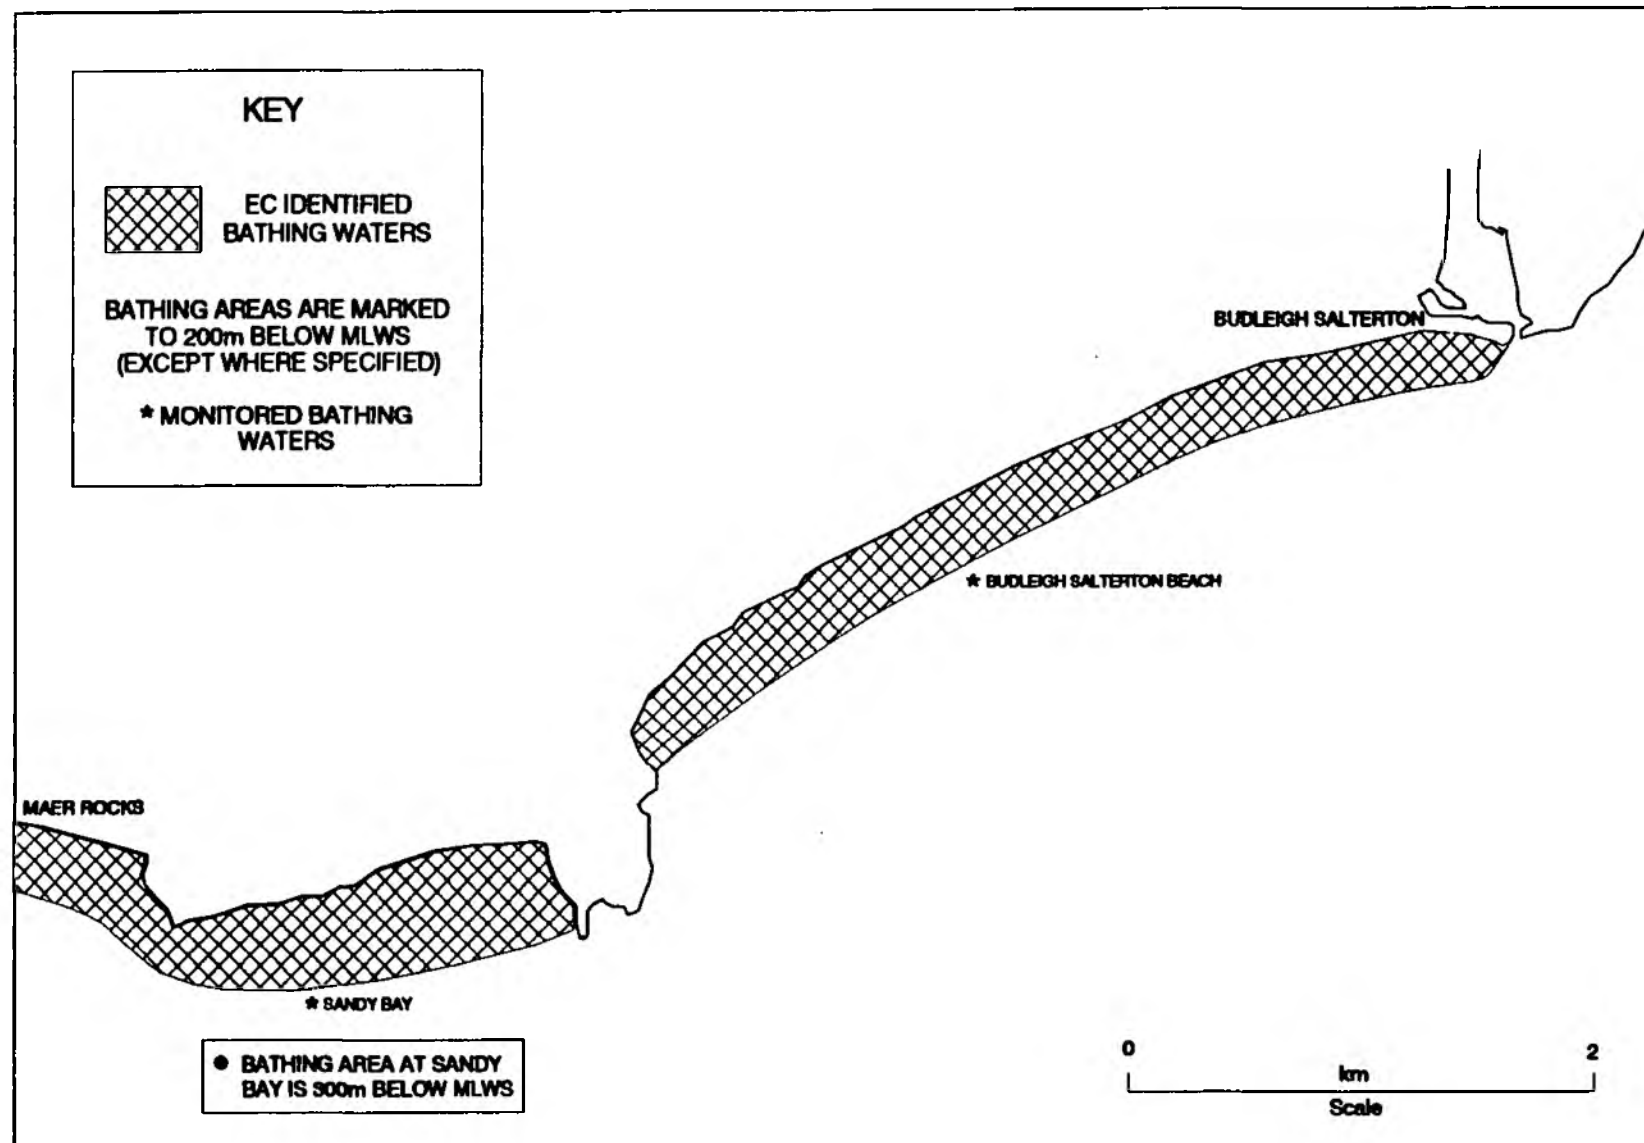 KEY
EC IDENTIFIED
BATHING WATERS
BATHING AREAS ARE MARKED
TO 200m BELOW MLWS
(EXCEPT WHERE SPECIFIED)
* MONITORED BATHING
WATERS
BUDLEIGH SALTERTON
* BUDLEIGH SALTERTON BEACH
MAER ROCKS
* SANDY BAY
● BATHING AREA AT SANDY
BAY IS 300m BELOW MLWS
0 2
km
Scale